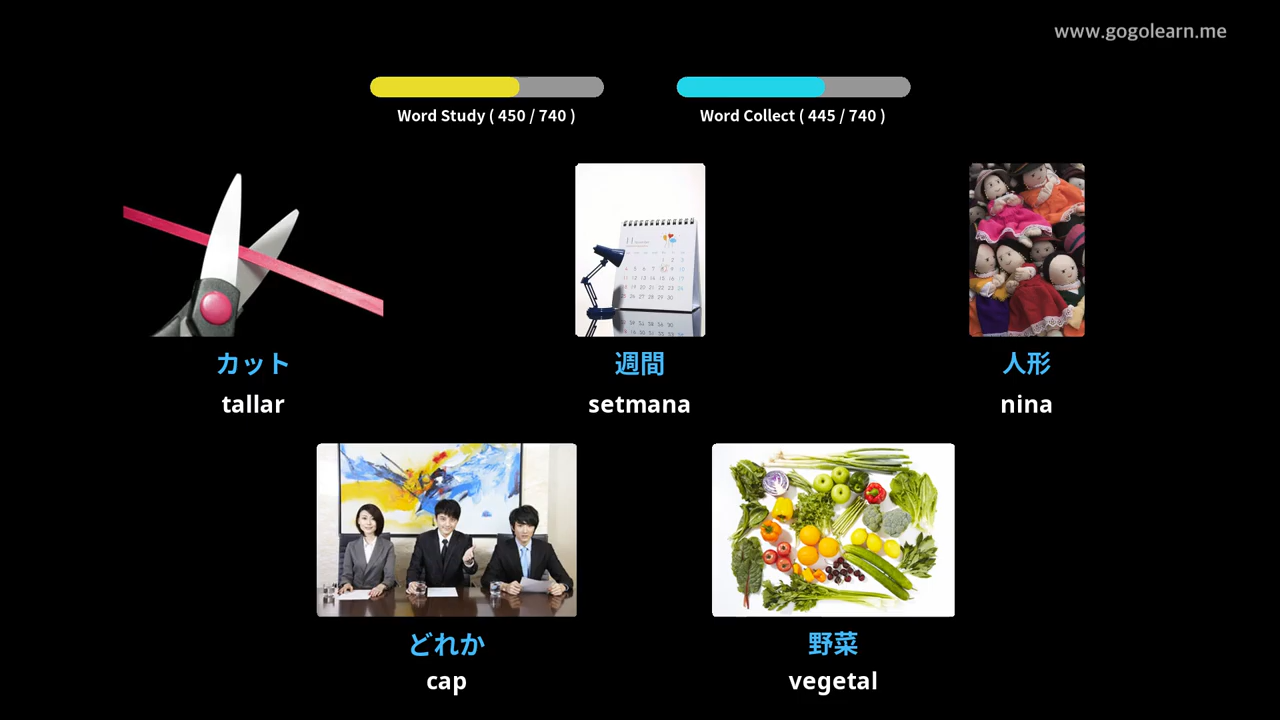 www.gogolearn.me
Word Study ( 450 / 740 )
Word Collect ( 445 / 740 )
カット
週間
人形
tallar
setmana
nina
どれか
野菜
cap
vegetal